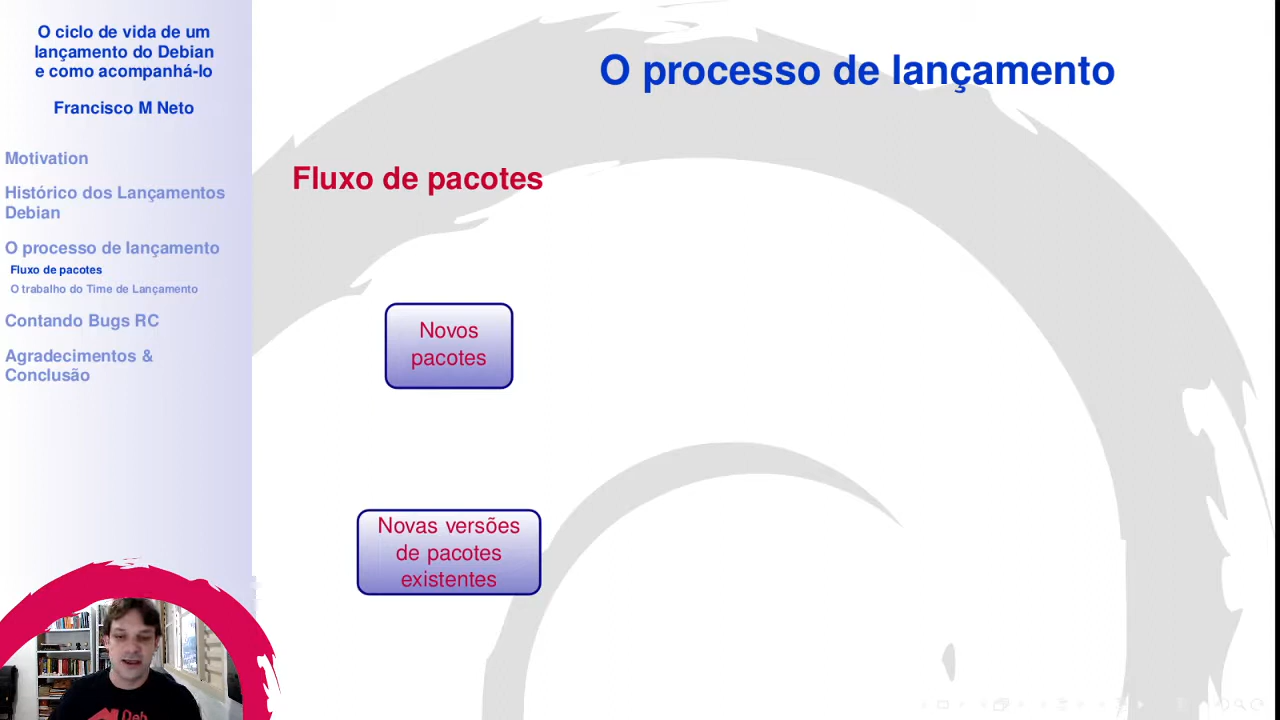 O ciclo de vida de um
lançamento do Debian
e como acompanhá-lo
Francisco M Neto
Motivation
Histórico dos Lançamentos
Debian
O processo de lançamento
Fluxo de pacotes
O trabalho do Time de Lançamento
Contando Bugs RC
Agradecimentos &
Conclusão
O processo de lançamento
Fluxo de pacotes
Novos
pacotes
Novas versões
de pacotes
existentes
Deb